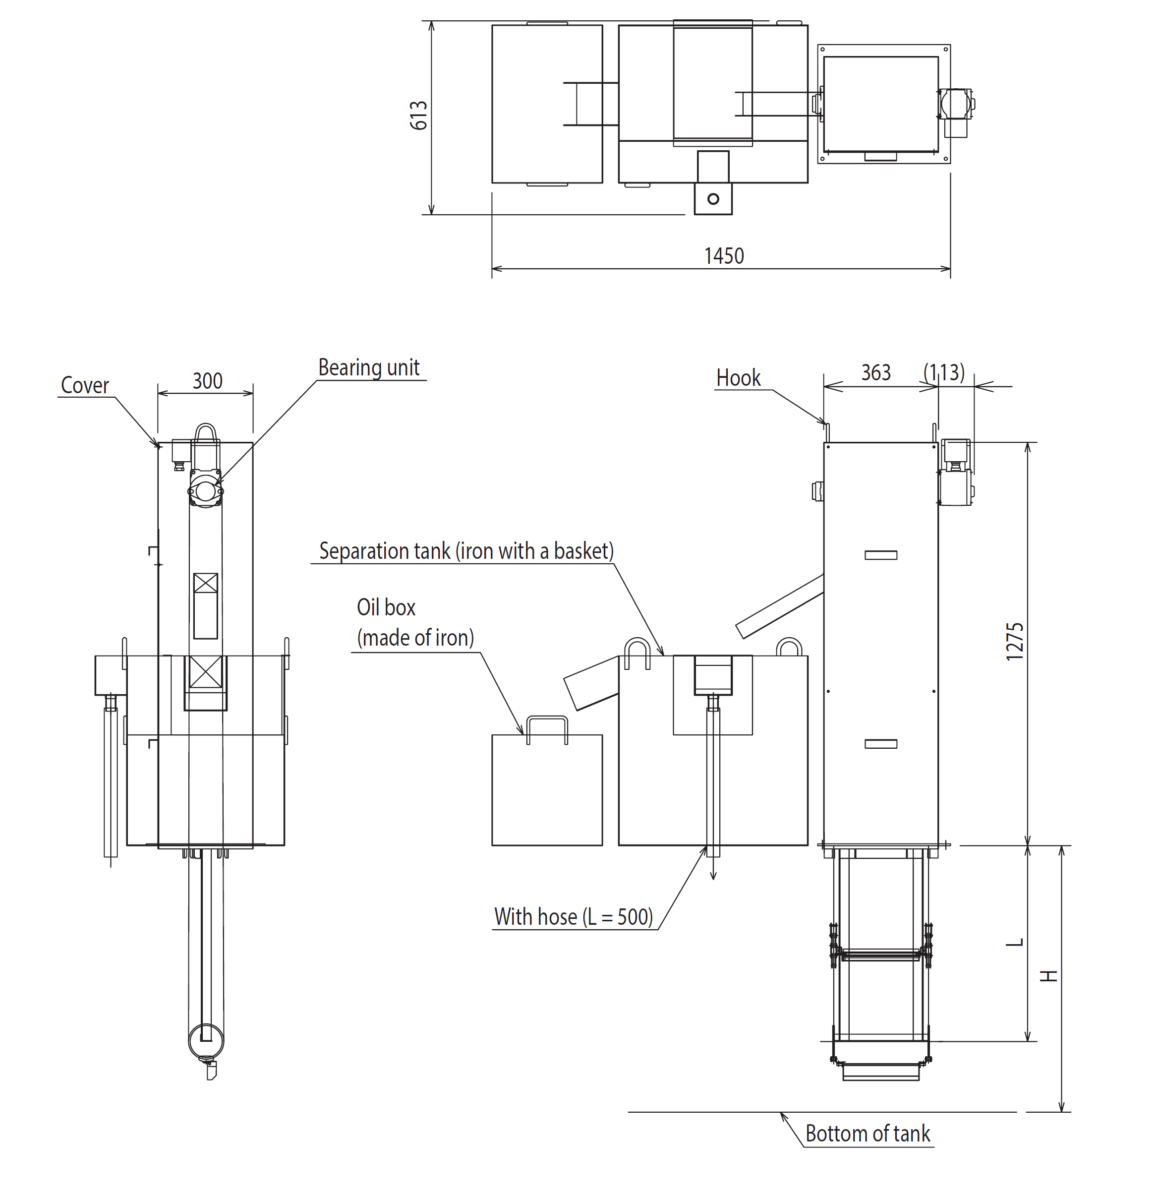 613
1450
Cover
300
Bearing unit
Hook
363
(113)
Separation tank (iron with a basket)
Oil box
(made of iron)
1275
With hose (L = 500)
L
H
Bottom of tank